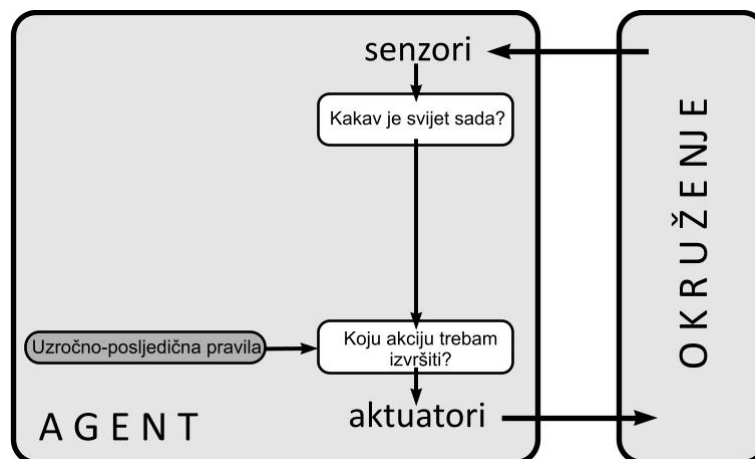 senzori
Kakav je svijet sada?
Uzročno-posljedična pravila
Koju akciju trebam
izvršiti?
aktuatori
AGENT
OKRUŽENJE